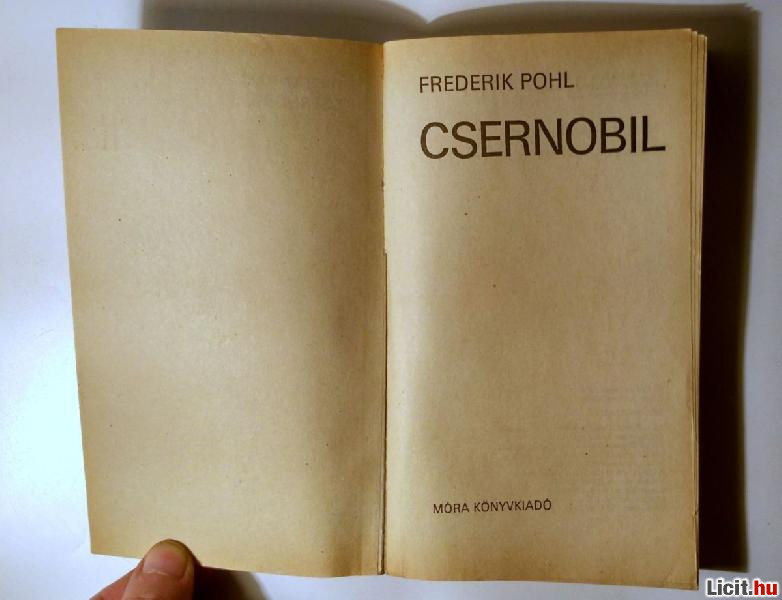 FREDERIK POHL
CSERNOBIL
MÓRA KÖNYVKIADÓ
Licit.hu